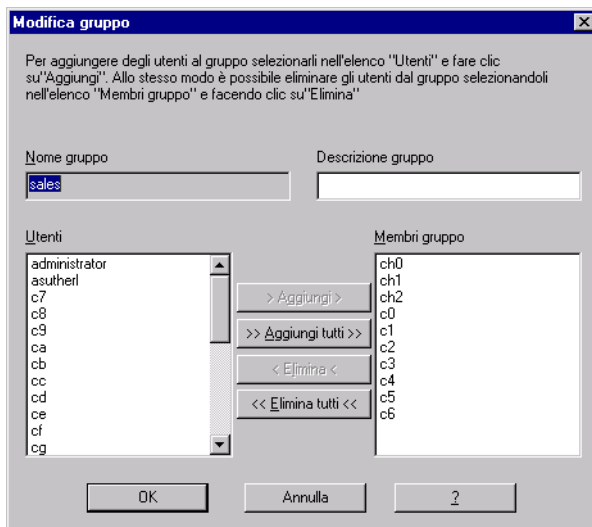 Modifica gruppo
Per aggiungere degli utenti al gruppo selezionarli nell'elenco "Utenti" e fare clic
su"Aggiungi". Allo stesso modo è possibile eliminare gli utenti dal gruppo selezionandoli
nell'elenco "Membri gruppo" e facendo clic su"Elimina"
Nome gruppo
Descrizione gruppo
sales
Utenti
Membri gruppo
administrator
asutherl
c7
c8
c9
ca
cb
cc
cd
ce
cf
cg
> Aggiungi >
>> Aggiungi tutti >>
< Elimina <
<< Elimina tutti <<
ch0
ch1
ch2
c0
c1
c2
c3
c4
c5
c6
OK
Annulla
?